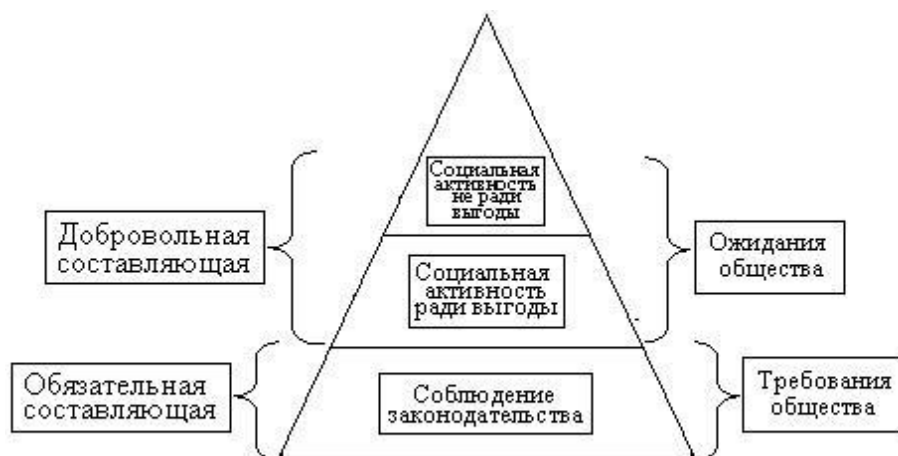 Социальная
активность
не ради
выгоды
Добровольная
составляющая
Ожидания
общества
Социальная
активность
ради выгоды
Обязательная
составляющая
Соблюдение
законодательства
Требования
общества